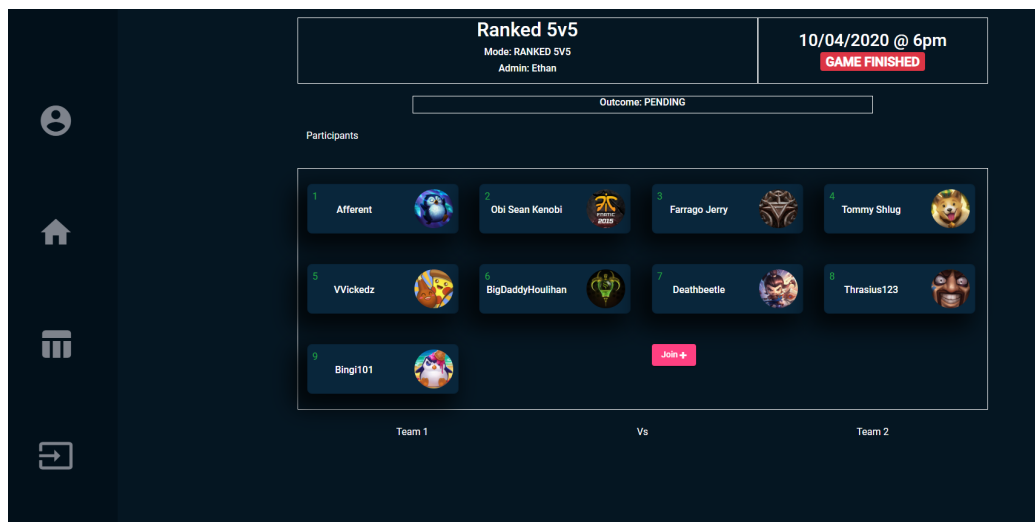 Ranked 5v5
Mode: RANKED 5V5
Admin: Ethan
10/04/2020 @ 6pm
GAME FINISHED
Outcome: PENDING
Participants
1
Afferent
2
Obi Sean Kenobi
FNATIC
2015
3
Farrago Jerry
4
Tommy Shlug
5
VVickedz
6
BigDaddyHoulihan
7
Deathbeetle
8
Thrasius123
9
Bingi101
Join +
Team 1
Vs
Team 2